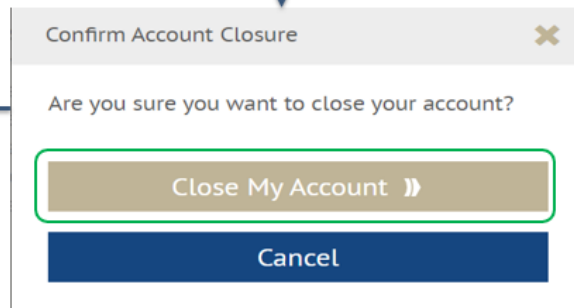 Confirm Account Closure
Are you sure you want to close your account?
Close My Account
Cancel